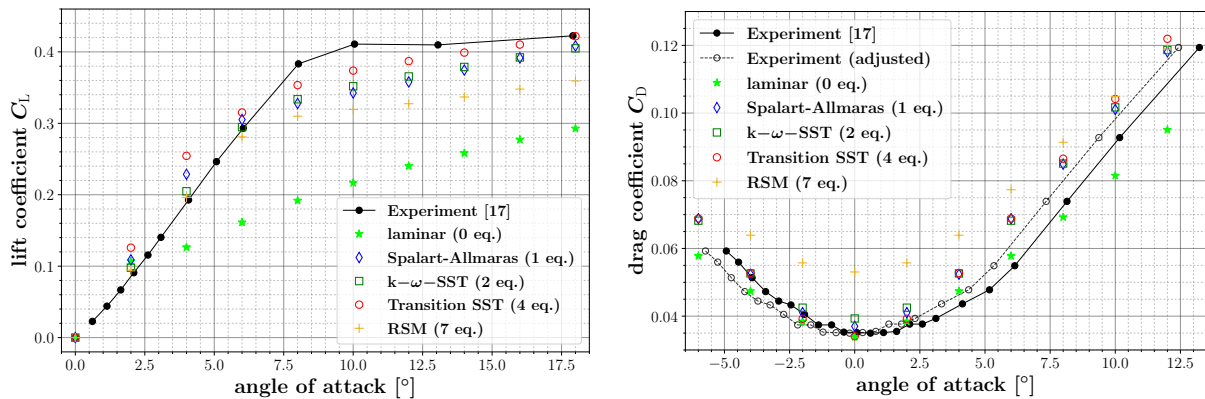 lift coefficient C_L
0.4
0.3
0.2
0.1
0.0
0.0 2.5 5.0 7.5 10.0 12.5 15.0 17.5
angle of attack [°]
Experiment [17]
laminar (0 eq.)
Spalart-Allmaras (1 eq.)
k−ω−SST (2 eq.)
Transition SST (4 eq.)
RSM (7 eq.)
drag coefficient C_D
0.12
0.10
0.08
0.06
0.04
−5.0 −2.5 0.0 2.5 5.0 7.5 10.0 12.5
angle of attack [°]
Experiment [17]
Experiment (adjusted)
laminar (0 eq.)
Spalart-Allmaras (1 eq.)
k−ω−SST (2 eq.)
Transition SST (4 eq.)
RSM (7 eq.)